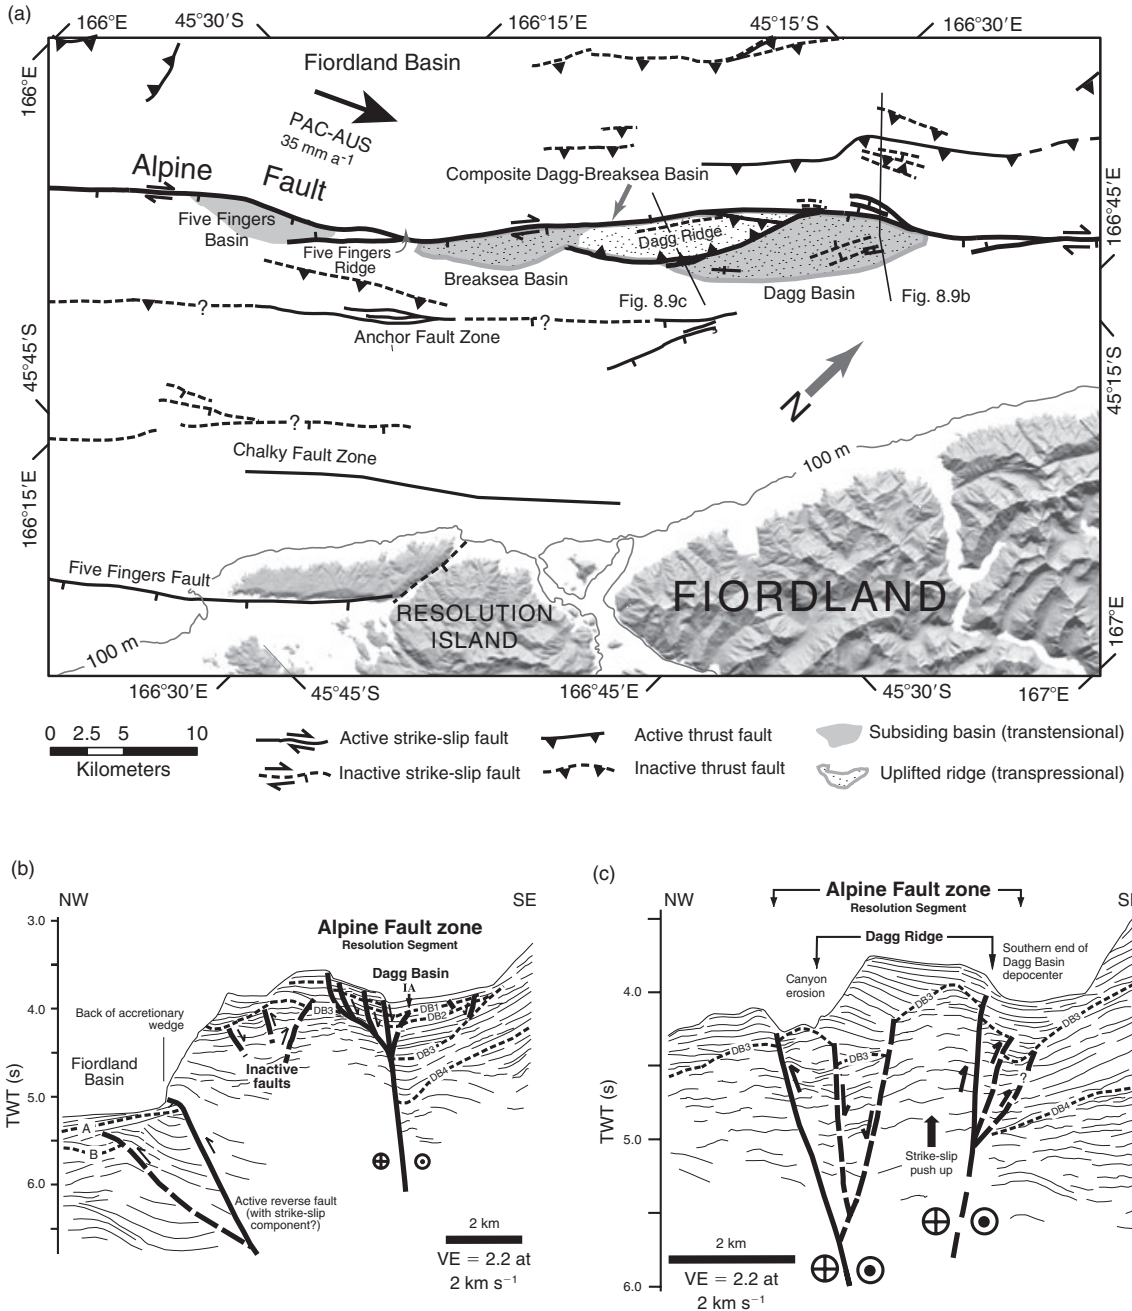 (a)
166°E
45°30′S
166°15′E
45°15′S
166°30′E
166°E
Fiordland Basin
PAC-AUS
35 mm a⁻¹
Alpine
Fault
Composite Dagg-Breaksea Basin
166°45′E
Five Fingers
Basin
Five Fingers
Ridge
Dagg Ridge
Breaksea Basin
Dagg Basin
Fig. 8.9c
Fig. 8.9b
?
?
Anchor Fault Zone
45°45′S
45°15′S
N
?
Chalky Fault Zone
100 m
166°15′E
Five Fingers Fault
RESOLUTION
ISLAND
FIORDLAND
167°E
100 m
166°30′E
45°45′S
166°45′E
45°30′S
167°E
0 2.5 5 10
Kilometers
Active strike-slip fault
Inactive strike-slip fault
Active thrust fault
Inactive thrust fault
Subsiding basin (transtensional)
Uplifted ridge (transpressional)
(b)
NW
SE
3.0
Alpine Fault zone
Resolution Segment
Dagg Basin
IA
4.0
DB1
DB2
DB3
DB3
DB4
Back of accretionary
wedge
Inactive
faults
Fiordland
Basin
TWT (s)
5.0
A
B
6.0
Active reverse fault
(with strike-slip
component?)
2 km
VE = 2.2 at
2 km s⁻¹
(c)
NW
Alpine Fault zone
Resolution Segment
Dagg Ridge
Canyon
erosion
Southern end of
Dagg Basin
depocenter
4.0
DB3
DB3
DB3
DB3
?
DB4
TWT (s)
5.0
Strike-slip
push up
2 km
VE = 2.2 at
2 km s⁻¹
6.0